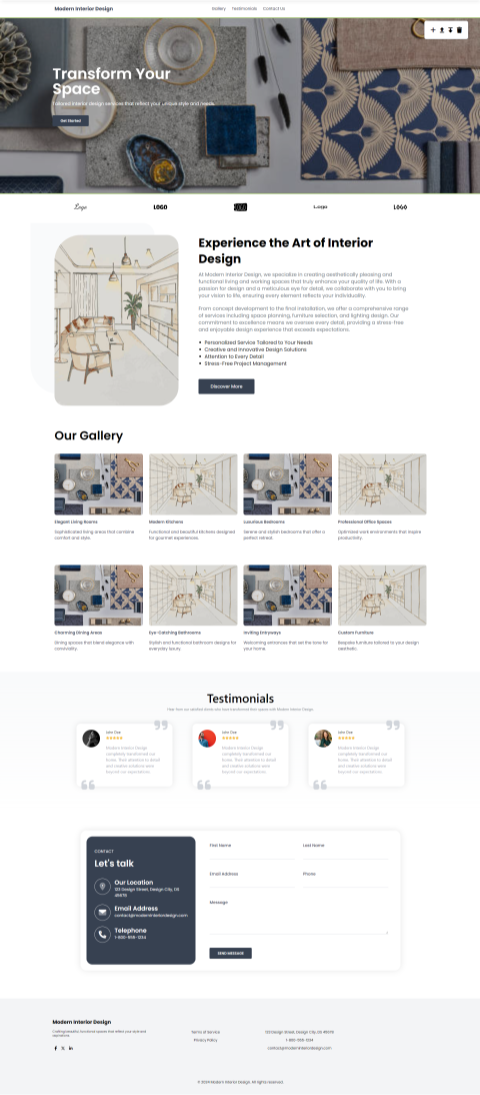 Modern Interior Design
Gallery Testimonials Contact Us
Transform Your
Space
Tailored interior design services that reflect your unique style and needs.
Get Started
Logo LOGO LOGO Logo LOGO
Experience the Art of Interior
Design
At Modern Interior Design, we specialize in creating aesthetically pleasing and
functional living and working spaces that truly enhance your quality of life. With a
passion for design and a meticulous eye for detail, we collaborate with you to bring
your vision to life, ensuring every element reflects your individuality.
From concept development to the final installation, we offer a comprehensive range
of services including space planning, furniture selection, and lighting design. Our
commitment to excellence means we oversee every detail, providing a stress-free
and enjoyable design experience that exceeds expectations.
Personalized Service Tailored to Your Needs
Creative and Innovative Design Solutions
Attention to Every Detail
Stress-Free Project Management
Discover More
Our Gallery
Elegant Living Rooms
Sophisticated living areas that combine
comfort and style.
Modern Kitchens
Functional and beautiful kitchens designed
for gourmet experiences.
Luxurious Bedrooms
Serene and stylish bedrooms that offer a
perfect retreat.
Professional Office Spaces
Optimized work environments that inspire
productivity.
Charming Dining Areas
Dining spaces that blend elegance with
conviviality.
Eye-Catching Bathrooms
Stylish and functional bathroom designs for
everyday luxury.
Inviting Entryways
Welcoming entrances that set the tone for
your home.
Custom Furniture
Bespoke furniture tailored to your design
aesthetic.
Testimonials
Hear from our satisfied clients who have transformed their spaces with Modern Interior Design.
John Doe
Modern Interior Design
completely transformed our
home. Their attention to detail
and creative solutions were
beyond our expectations.
John Doe
Modern Interior Design
completely transformed our
home. Their attention to detail
and creative solutions were
beyond our expectations.
John Doe
Modern Interior Design
completely transformed our
home. Their attention to detail
and creative solutions were
beyond our expectations.
CONTACT
Let's talk
Our Location
123 Design Street, Design City, DS
45678
Email Address
contact@moderninteriordesign.com
Telephone
1-800-555-1234
First Name Last Name
Email Address Phone
Message
SEND MESSAGE
Modern Interior Design
Crafting beautiful, functional spaces that reflect your style and
aspirations.
Terms of Service
Privacy Policy
123 Design Street, Design City, DS 45678
1-800-555-1234
contact@moderninteriordesign.com
© 2024 Modern Interior Design. All rights reserved.